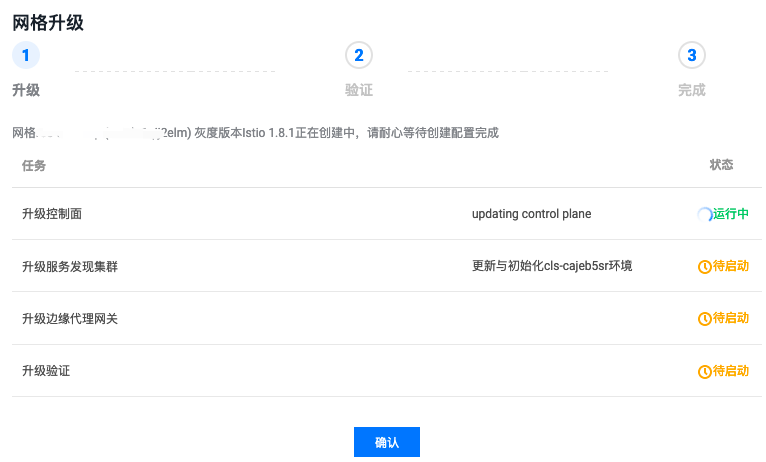 网格升级
1
2
3
升级
验证
完成
网格 2elm) 灰度版本Istio 1.8.1正在创建中，请耐心等待创建配置完成
任务 状态
升级控制面 updating control plane 运行中
升级服务发现集群 更新与初始化cls-cajeb5sr环境 待启动
升级边缘代理网关 待启动
升级验证 待启动
确认